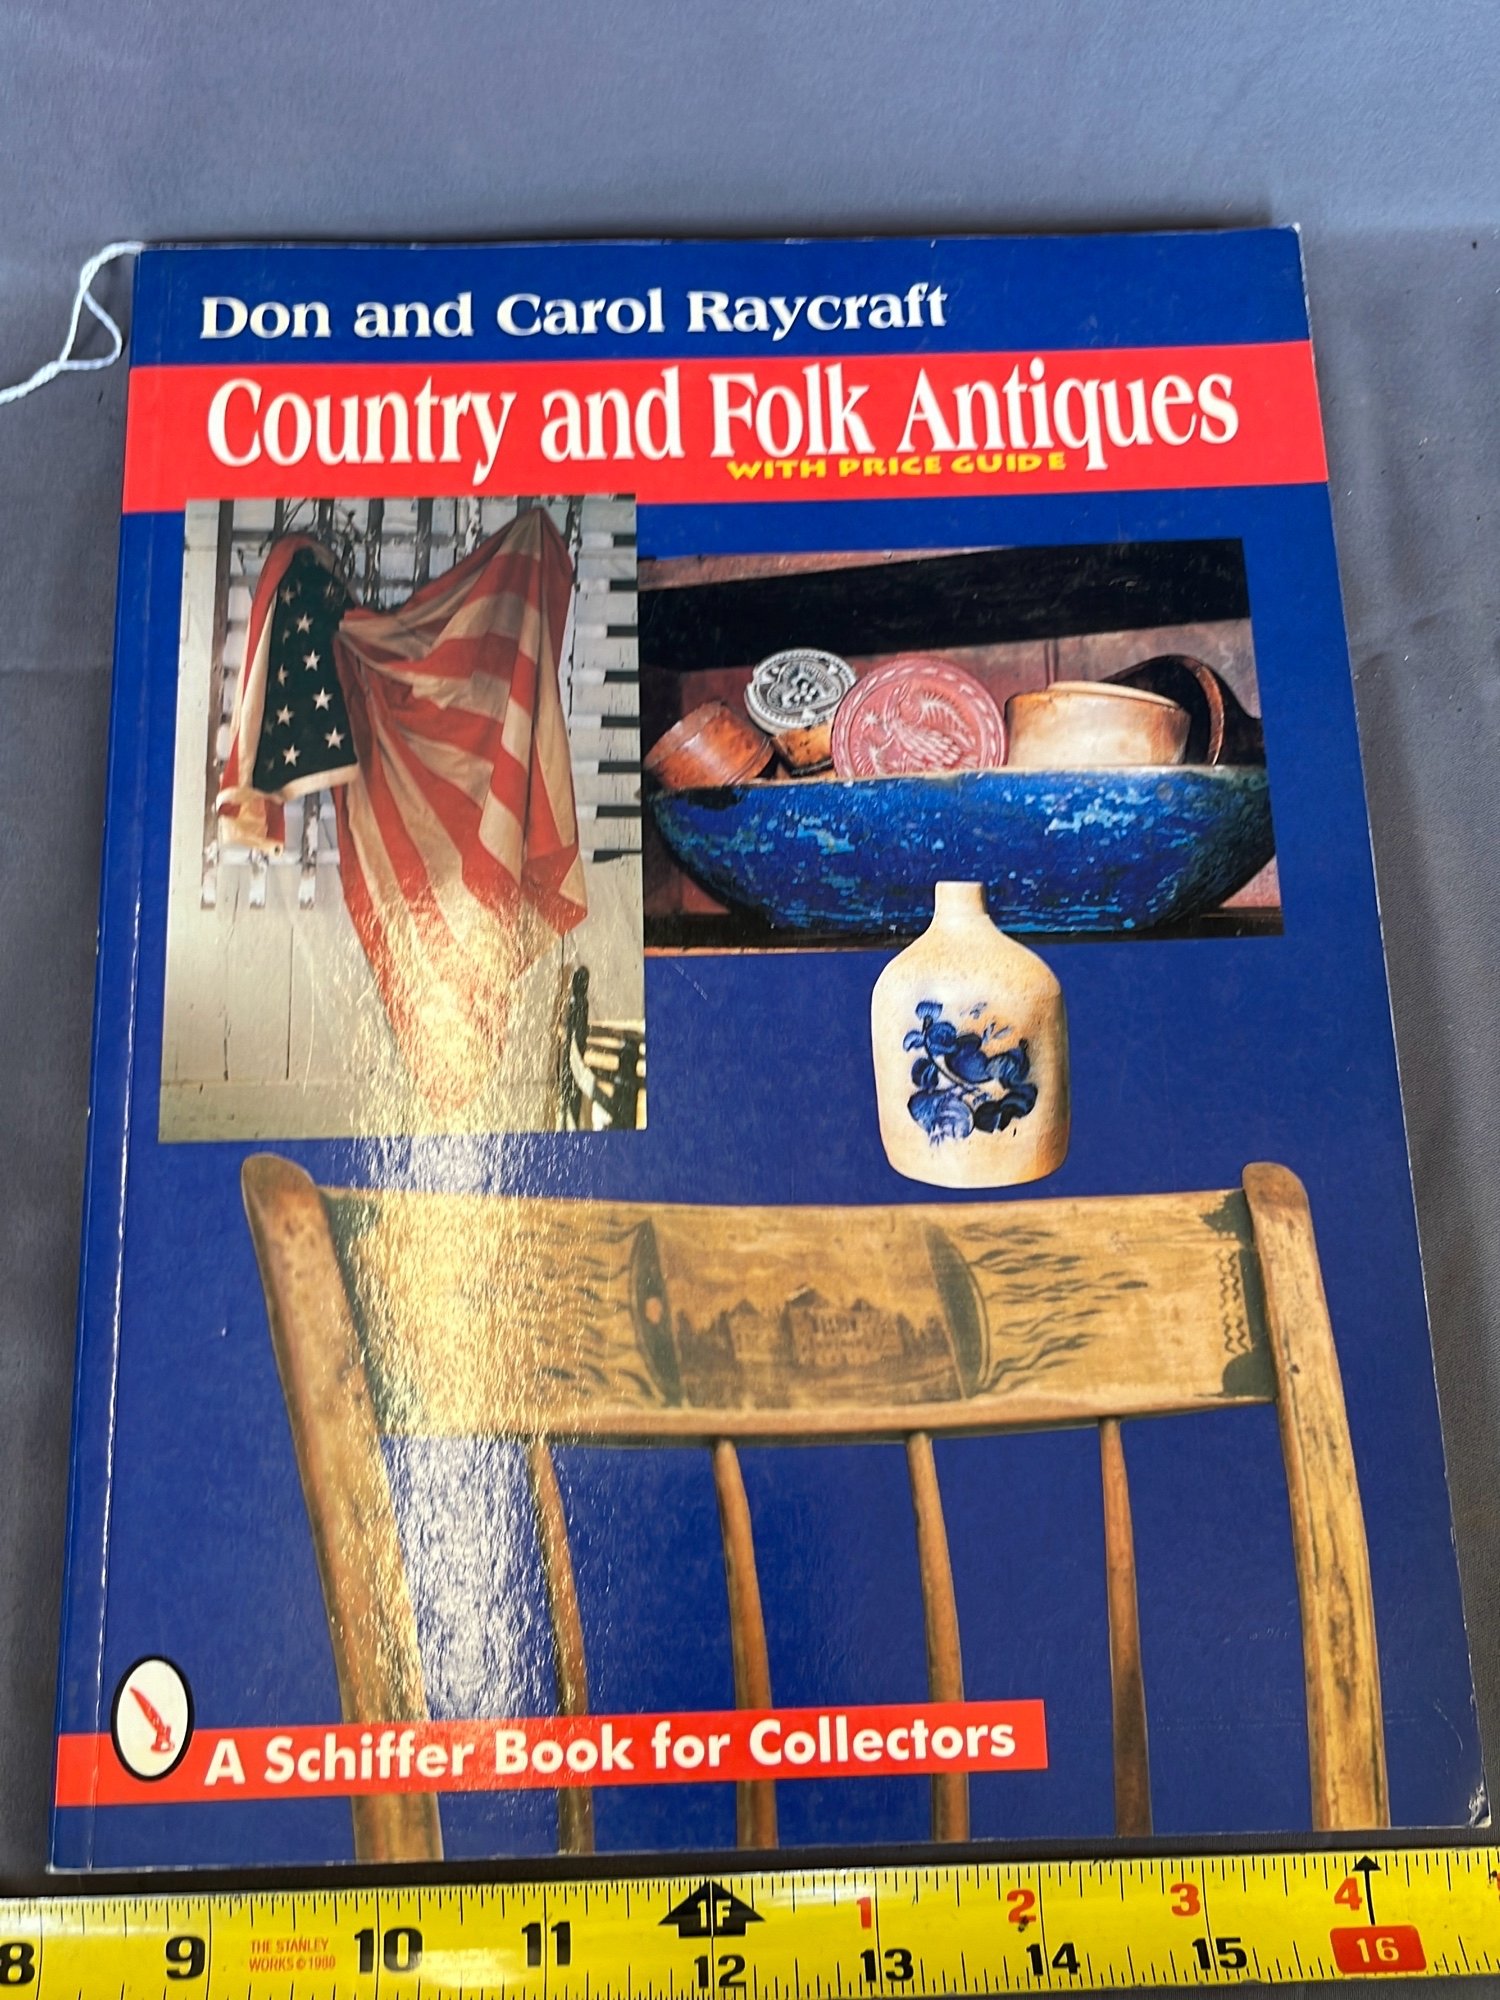 Don and Carol Raycraft
Country and Folk Antiques
WITH PRICE GUIDE
A Schiffer Book for Collectors
1F 1 2 3 4
8 9 THE STANLEY 10 11 12 13 14 15 16
WORKS © 1980